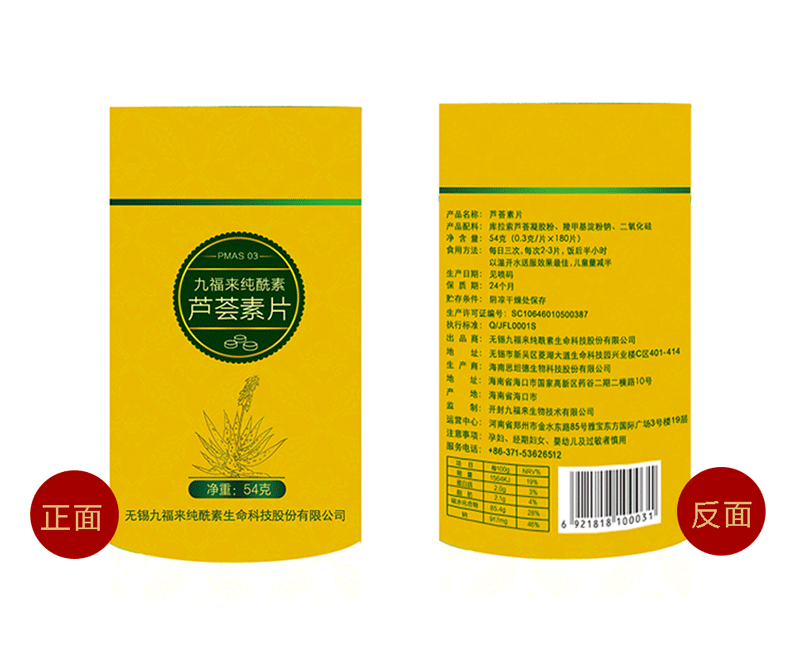 PMAS 03
九福来纯酰素
芦荟素片
净重：54克
无锡九福来纯酰素生命科技股份有限公司
正面
产品名称：芦荟素片
产品配料：库拉索芦荟凝胶粉、羧甲基淀粉钠、二氧化硅
净 含 量：54克（0.3克/片×180片）
食用方法：每日三次，每次2-3片，饭后半小时
以温开水送服效果最佳，儿童量减半
生产日期：见喷码
保 质 期：24个月
贮存条件：阴凉干燥处保存
生产许可证编号：SC10646010500387
执行标准：Q/JFL0001S
出 品 商：无锡九福来纯酰素生命科技股份有限公司
地 址：无锡市新吴区菱湖大道生命科技园兴业楼C区401-414
生 产 商：海南思坦德生物科技股份有限公司
地 址：海南省海口市国家高新区药谷二期二横路10号
产 地：海南省海口市
监 制：开封九福来生物技术有限公司
运营中心：河南省郑州市金水东路85号雅宝东方国际广场3号楼19层
注意事项：孕妇、经期妇女、婴幼儿及过敏者慎用
服务电话：+86-371-53626512
项 目 每100g NRV%
能 量 1564KJ 19%
蛋白质 2.0g 3%
脂 肪 2.1g 4%
碳水化合物 85.4g 28%
钠 911mg 46%
6 921818 100031
反面